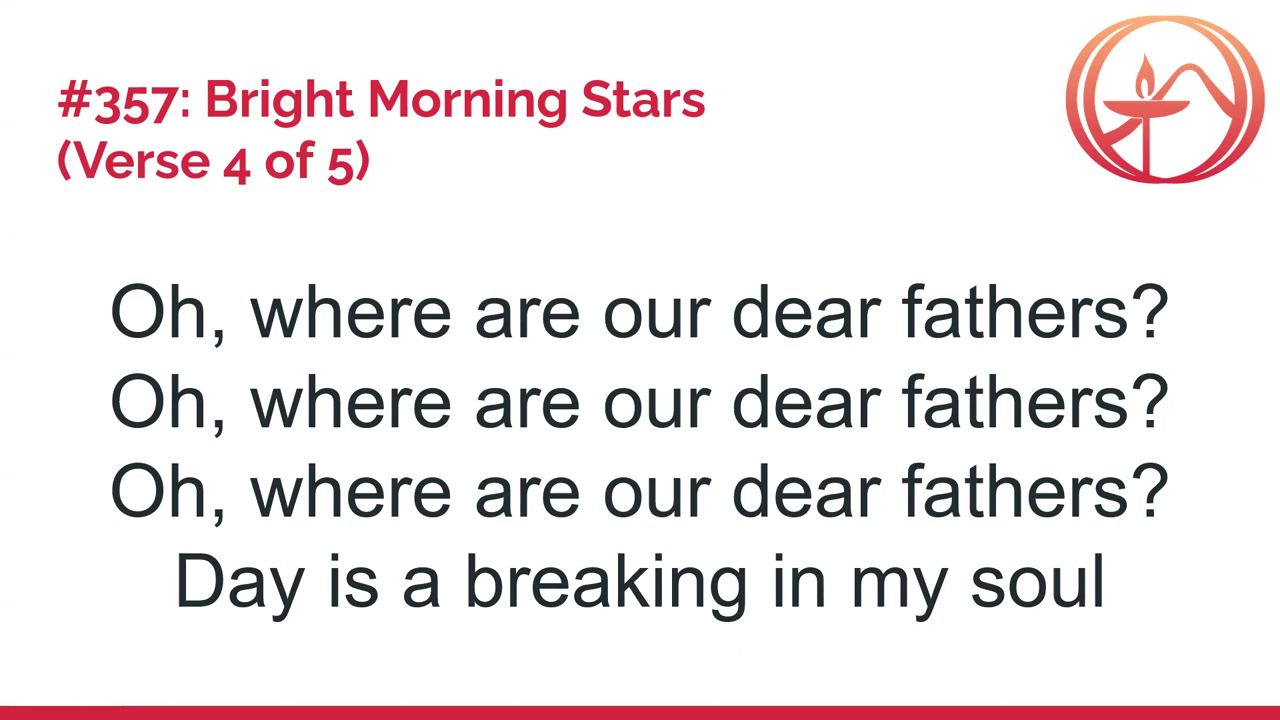 #357: Bright Morning Stars
(Verse 4 of 5)
Oh, where are our dear fathers?
Oh, where are our dear fathers?
Oh, where are our dear fathers?
Day is a breaking in my soul